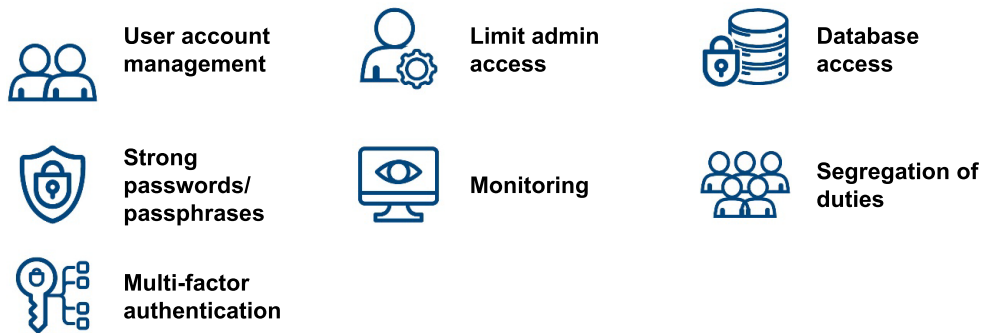 User account
management
Limit admin
access
Database
access
Strong
passwords/
passphrases
Monitoring
Segregation of
duties
Multi-factor
authentication